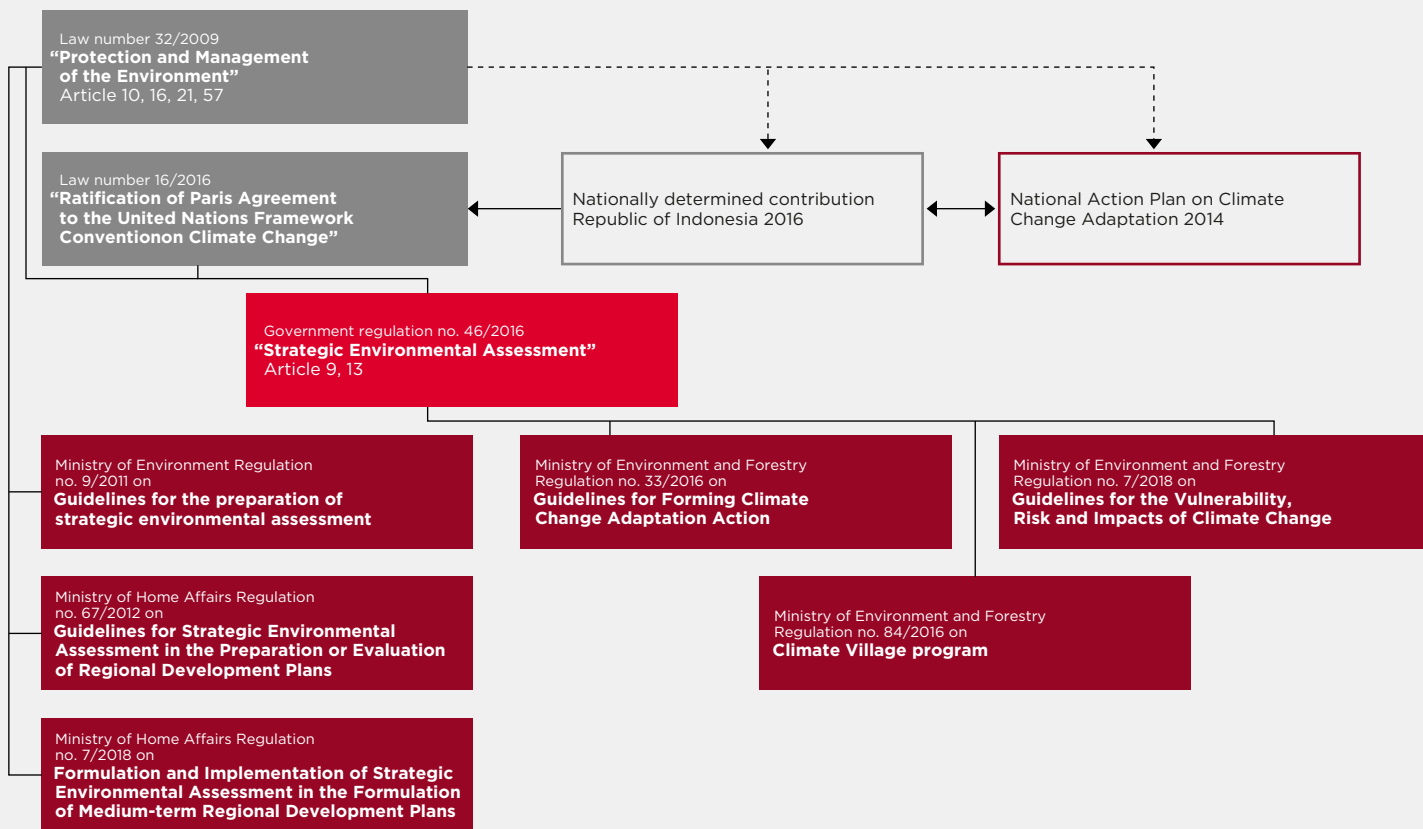 Law number 32/2009
“Protection and Management
of the Environment”
Article 10, 16, 21, 57
Law number 16/2016
“Ratification of Paris Agreement
to the United Nations Framework
Conventionon Climate Change”
Nationally determined contribution
Republic of Indonesia 2016
National Action Plan on Climate
Change Adaptation 2014
Government regulation no. 46/2016
“Strategic Environmental Assessment”
Article 9, 13
Ministry of Environment Regulation
no. 9/2011 on
Guidelines for the preparation of
strategic environmental assessment
Ministry of Environment and Forestry
Regulation no. 33/2016 on
Guidelines for Forming Climate
Change Adaptation Action
Ministry of Environment and Forestry
Regulation no. 7/2018 on
Guidelines for the Vulnerability,
Risk and Impacts of Climate Change
Ministry of Home Affairs Regulation
no. 67/2012 on
Guidelines for Strategic Environmental
Assessment in the Preparation or Evaluation
of Regional Development Plans
Ministry of Environment and Forestry
Regulation no. 84/2016 on
Climate Village program
Ministry of Home Affairs Regulation
no. 7/2018 on
Formulation and Implementation of Strategic
Environmental Assessment in the Formulation
of Medium-term Regional Development Plans